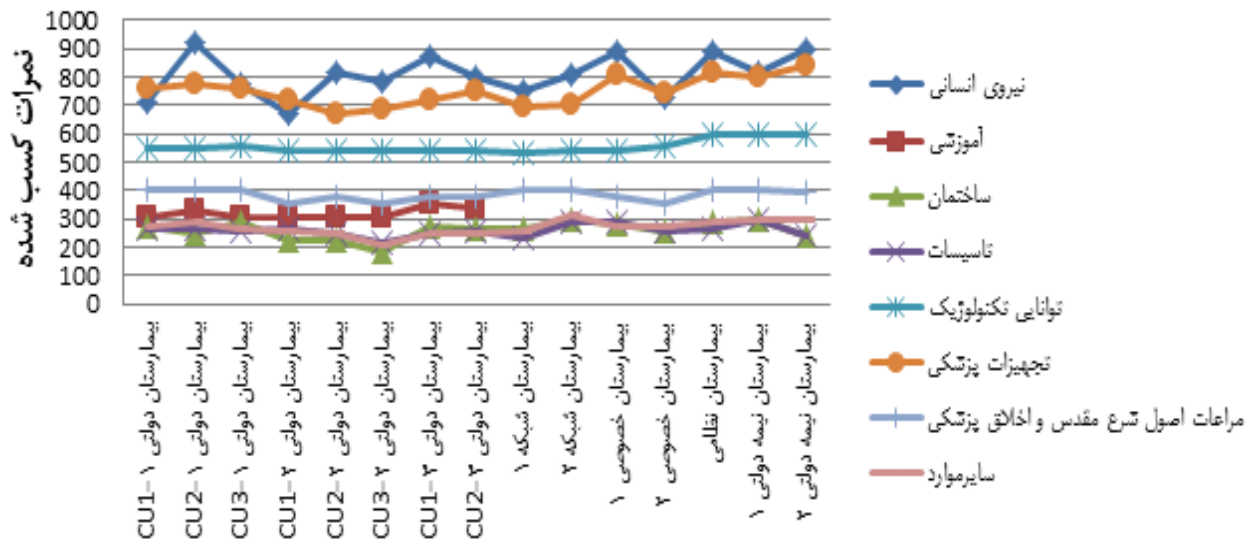 1000
900
800
700
600
500
400
300
200
100
0
نمرات کسب شده
بیمارستان دولتی ۱ -CU1
بیمارستان دولتی ۱ -CU2
بیمارستان دولتی ۱ -CU3
بیمارستان دولتی ۲ -CU1
بیمارستان دولتی ۲ -CU2
بیمارستان دولتی ۲ -CU3
بیمارستان دولتی ۳ -CU1
بیمارستان دولتی ۳ -CU2
بیمارستان شبکه ۱
بیمارستان شبکه ۲
بیمارستان خصوصی ۱
بیمارستان خصوصی ۲
بیمارستان نظامی
بیمارستان نیمه دولتی ۱
بیمارستان نیمه دولتی ۲
نیروی انسانی
آموزشی
ساختمان
تاسیسات
توانایی تکنولوژیک
تجهیزات پزشکی
مراعات اصول شرع مقدس و اخلاق پزشکی
سایرموارد